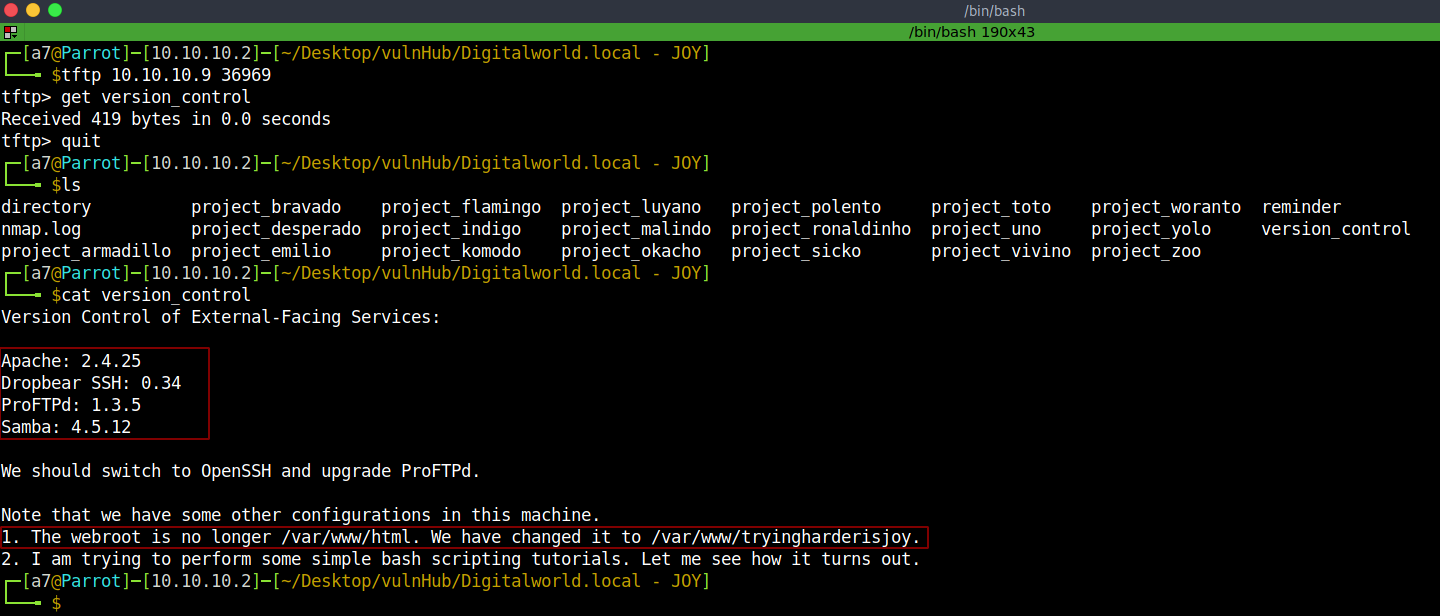 /bin/bash
/bin/bash 190x43
┌─[a7@Parrot]─[10.10.10.2]─[~/Desktop/vulnHub/Digitalworld.local - JOY]
└──╼ $tftp 10.10.10.9 36969
tftp> get version_control
Received 419 bytes in 0.0 seconds
tftp> quit
┌─[a7@Parrot]─[10.10.10.2]─[~/Desktop/vulnHub/Digitalworld.local - JOY]
└──╼ $ls
directory          project_bravado    project_flamingo  project_luyano   project_polento     project_toto    project_woranto  reminder
nmap.log           project_desperado  project_indigo    project_malindo  project_ronaldinho  project_uno     project_yolo     version_control
project_armadillo  project_emilio     project_komodo    project_okacho   project_sicko       project_vivino  project_zoo
┌─[a7@Parrot]─[10.10.10.2]─[~/Desktop/vulnHub/Digitalworld.local - JOY]
└──╼ $cat version_control
Version Control of External-Facing Services:
Apache: 2.4.25
Dropbear SSH: 0.34
ProFTPd: 1.3.5
Samba: 4.5.12
We should switch to OpenSSH and upgrade ProFTPd.
Note that we have some other configurations in this machine.
1. The webroot is no longer /var/www/html. We have changed it to /var/www/tryingharderisjoy.
2. I am trying to perform some simple bash scripting tutorials. Let me see how it turns out.
┌─[a7@Parrot]─[10.10.10.2]─[~/Desktop/vulnHub/Digitalworld.local - JOY]
└──╼ $